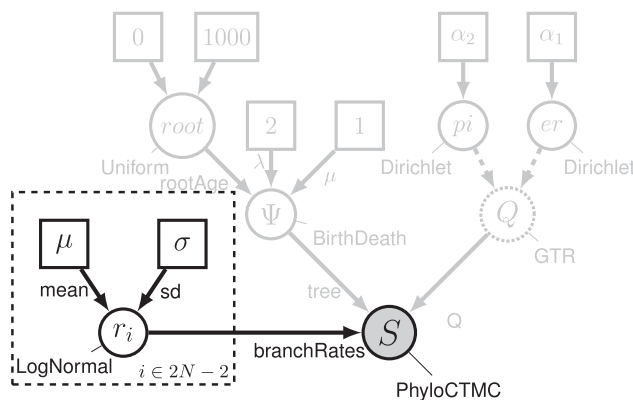 0
1000
α₂
α₁
root
2
1
pi
er
Uniform
rootAge
λ
μ
Dirichlet
Dirichlet
Ψ
Q
BirthDeath
GTR
μ
σ
mean
sd
tree
Q
rᵢ
S
LogNormal
i ∈ 2N − 2
branchRates
PhyloCTMC